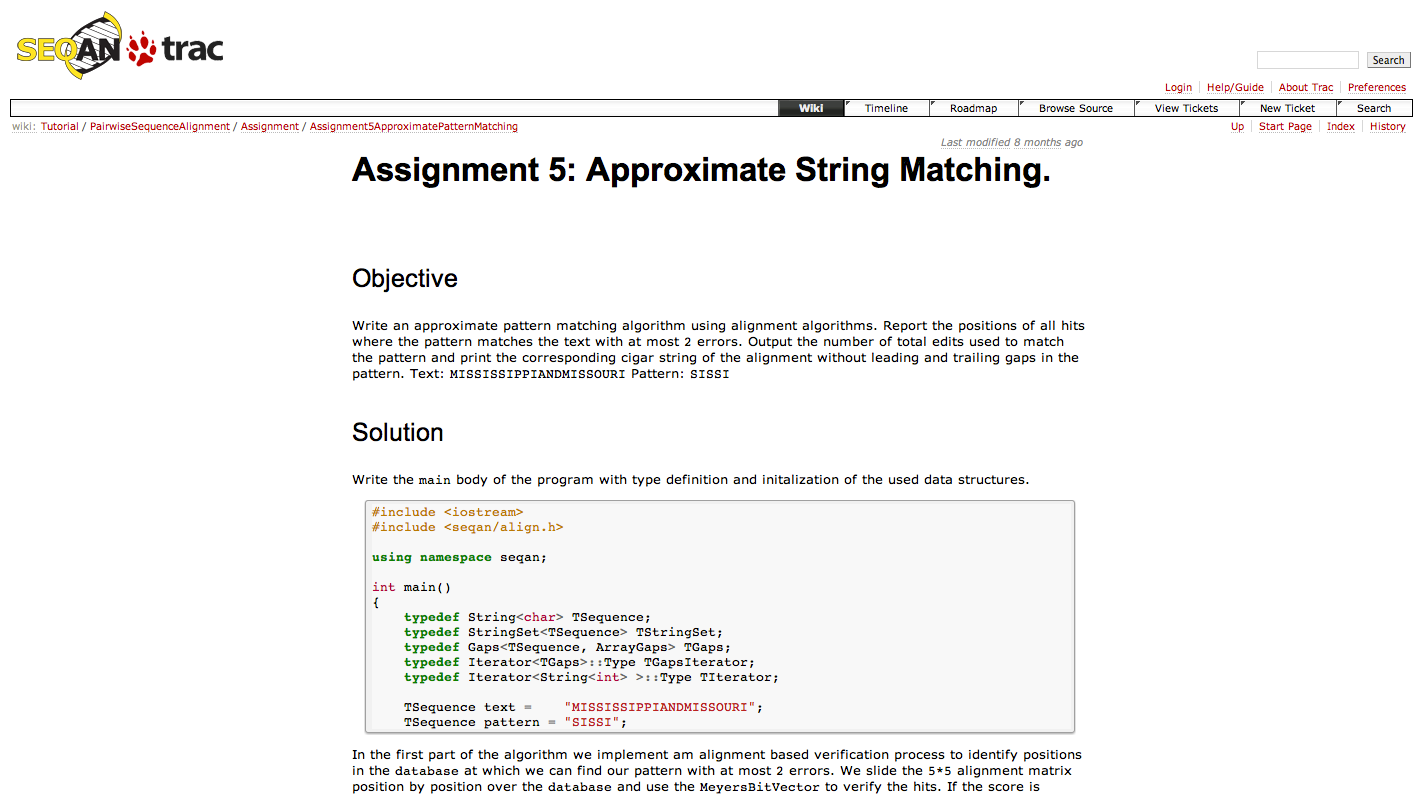 SEQAN trac
Search
Login Help/Guide About Trac Preferences
Wiki Timeline Roadmap Browse Source View Tickets New Ticket Search
wiki: Tutorial / PairwiseSequenceAlignment / Assignment / Assignment5ApproximatePatternMatching
Up Start Page Index History
Last modified 8 months ago
Assignment 5: Approximate String Matching.
Objective
Write an approximate pattern matching algorithm using alignment algorithms. Report the positions of all hits
where the pattern matches the text with at most 2 errors. Output the number of total edits used to match
the pattern and print the corresponding cigar string of the alignment without leading and trailing gaps in the
pattern. Text: MISSISSIPPIANDMISSOURI Pattern: SISSI
Solution
Write the main body of the program with type definition and initalization of the used data structures.
#include <iostream>
#include <seqan/align.h>
using namespace seqan;
int main()
{
    typedef String<char> TSequence;
    typedef StringSet<TSequence> TStringSet;
    typedef Gaps<TSequence, ArrayGaps> TGaps;
    typedef Iterator<TGaps>::Type TGapsIterator;
    typedef Iterator<String<int> >::Type TIterator;
    TSequence text =    "MISSISSIPPIANDMISSOURI";
    TSequence pattern = "SISSI";
In the first part of the algorithm we implement am alignment based verification process to identify positions
in the database at which we can find our pattern with at most 2 errors. We slide the 5*5 alignment matrix
position by position over the database and use the MeyersBitVector to verify the hits. If the score is